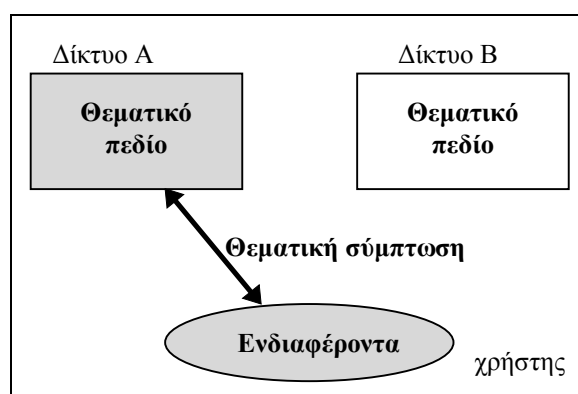 Δίκτυο Α
Δίκτυο Β
Θεματικό
πεδίο
Θεματικό
πεδίο
Θεματική σύμπτωση
Ενδιαφέροντα
χρήστης